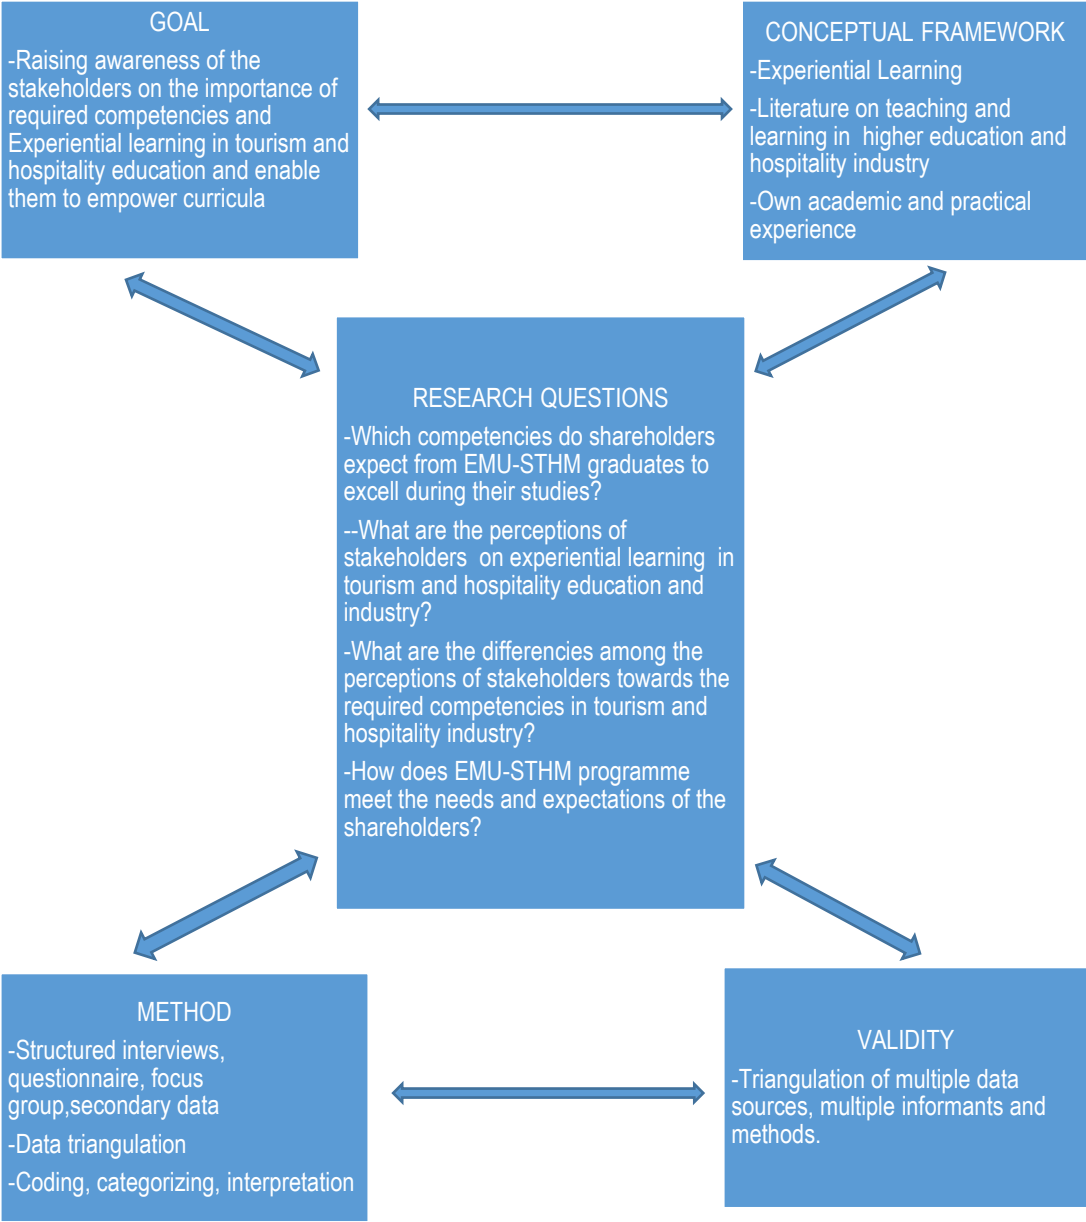 GOAL
-Raising awareness of the
stakeholders on the importance of
required competencies and
Experiential learning in tourism and
hospitality education and enable
them to empower curricula
CONCEPTUAL FRAMEWORK
-Experiential Learning
-Literature on teaching and
learning in  higher education and
hospitality industry
-Own academic and practical
experience
RESEARCH QUESTIONS
-Which competencies do shareholders
expect from EMU-STHM graduates to
excell during their studies?
--What are the perceptions of
stakeholders  on experiential learning  in
tourism and hospitality education and
industry?
-What are the differencies among the
perceptions of stakeholders towards the
required competencies in tourism and
hospitality industry?
-How does EMU-STHM programme
meet the needs and expectations of the
shareholders?
METHOD
-Structured interviews,
questionnaire, focus
group,secondary data
-Data triangulation
-Coding, categorizing, interpretation
VALIDITY
-Triangulation of multiple data
sources, multiple informants and
methods.